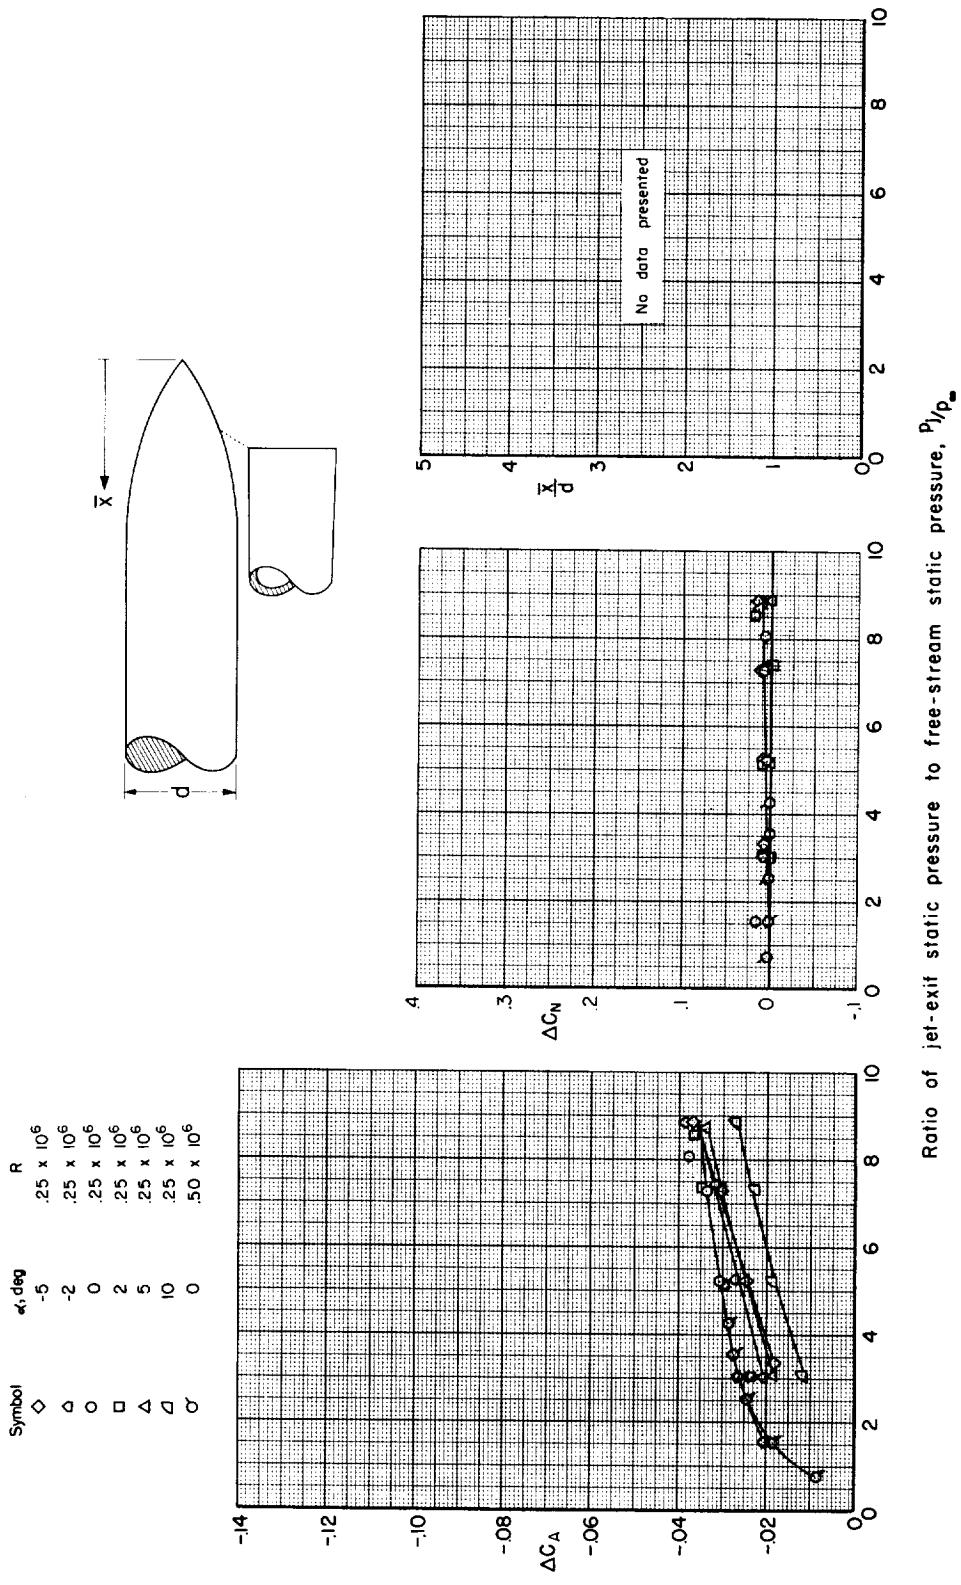 Symbol α, deg R
-5 .25 x 10⁶
-2 .25 x 10⁶
0 .25 x 10⁶
2 .25 x 10⁶
5 .25 x 10⁶
10 .25 x 10⁶
0 .50 x 10⁶
d
x̄
-.14
-.12
-.10
-.08
-.06
-.04
-.02
0
ΔC_A
0 2 4 6 8 10
.4
.3
.2
.1
0
-.1
ΔC_N
0 2 4 6 8 10
5
4
3
2
1
0
x̄/d
No data presented
0 2 4 6 8 10
Ratio of jet-exit static pressure to free-stream static pressure, p_j/p_∞